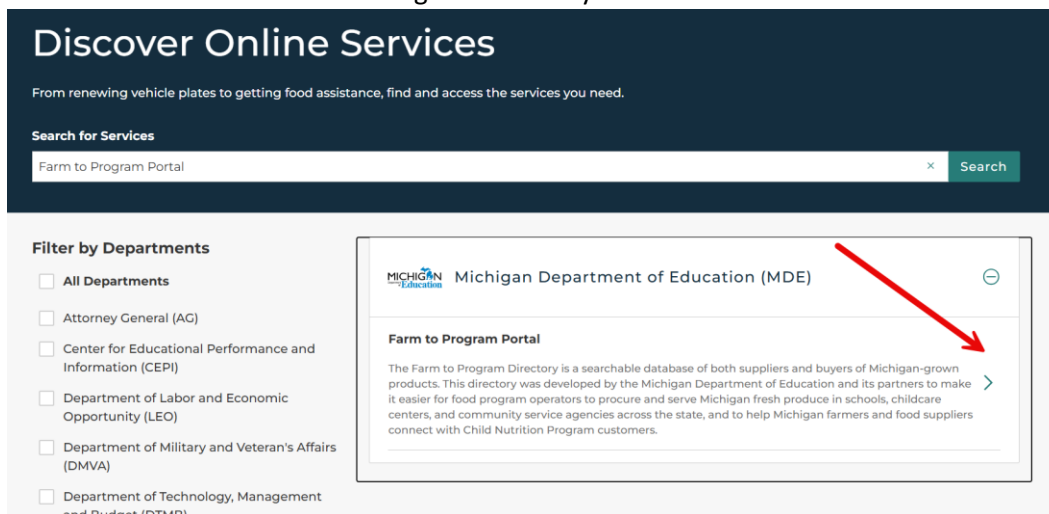 Discover Online Services
From renewing vehicle plates to getting food assistance, find and access the services you need.
Search for Services
Farm to Program Portal × Search
Filter by Departments
All Departments
Attorney General (AG)
Center for Educational Performance and
Information (CEPI)
Department of Labor and Economic
Opportunity (LEO)
Department of Military and Veteran's Affairs
(DMVA)
Department of Technology, Management
and Budget (DTMB)
MICHIGAN
Education
Michigan Department of Education (MDE)
Farm to Program Portal
The Farm to Program Directory is a searchable database of both suppliers and buyers of Michigan-grown
products. This directory was developed by the Michigan Department of Education and its partners to make
it easier for food program operators to procure and serve Michigan fresh produce in schools, childcare
centers, and community service agencies across the state, and to help Michigan farmers and food suppliers
connect with Child Nutrition Program customers.